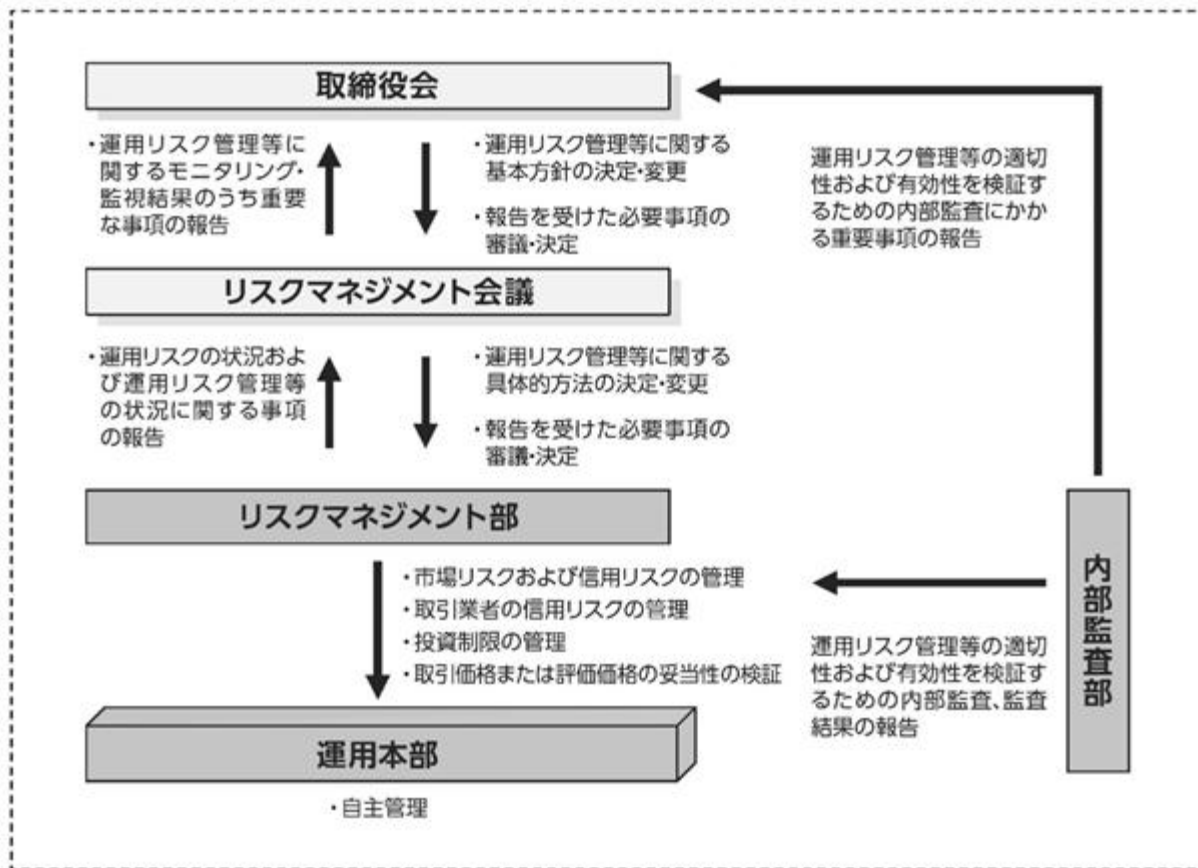 取締役会
・運用リスク管理等に
関するモニタリング・
監視結果のうち重要
な事項の報告
・運用リスク管理等に関する
基本方針の決定・変更
・報告を受けた必要事項の
審議・決定
運用リスク管理等の適切
性および有効性を検証す
るための内部監査にかか
る重要事項の報告
リスクマネジメント会議
・運用リスクの状況およ
び運用リスク管理等
の状況に関する事項
の報告
・運用リスク管理等に関する
具体的方法の決定・変更
・報告を受けた必要事項の
審議・決定
リスクマネジメント部
・市場リスクおよび信用リスクの管理
・取引業者の信用リスクの管理
・投資制限の管理
・取引価格または評価価格の妥当性の検証
運用リスク管理等の適切
性および有効性を検証す
るための内部監査、監査
結果の報告
内部監査部
運用本部
・自主管理